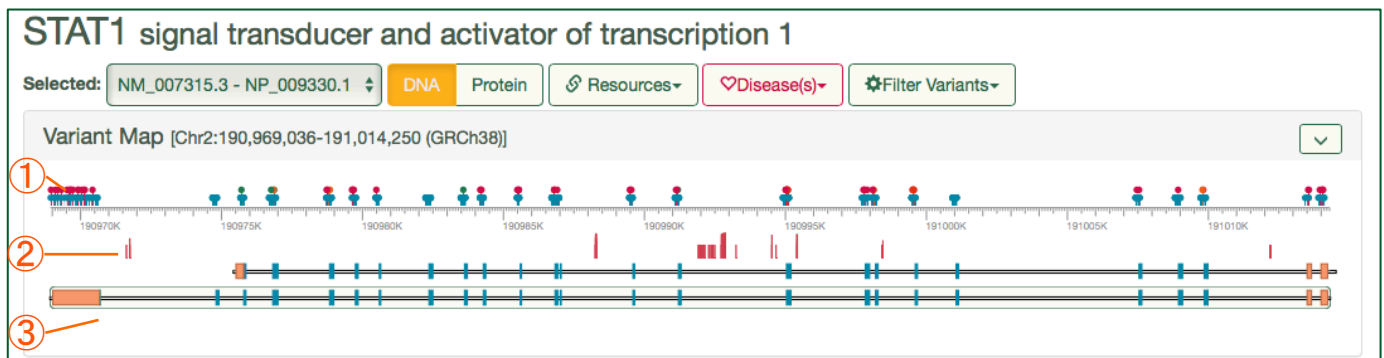 STAT1 signal transducer and activator of transcription 1
Selected: NM_007315.3 - NP_009330.1 DNA Protein Resources Disease(s) Filter Variants
Variant Map [Chr2:190,969,036-191,014,250 (GRCh38)]
①
190970K 190975K 190980K 190985K 190990K 190995K 191000K 191005K 191010K
②
③